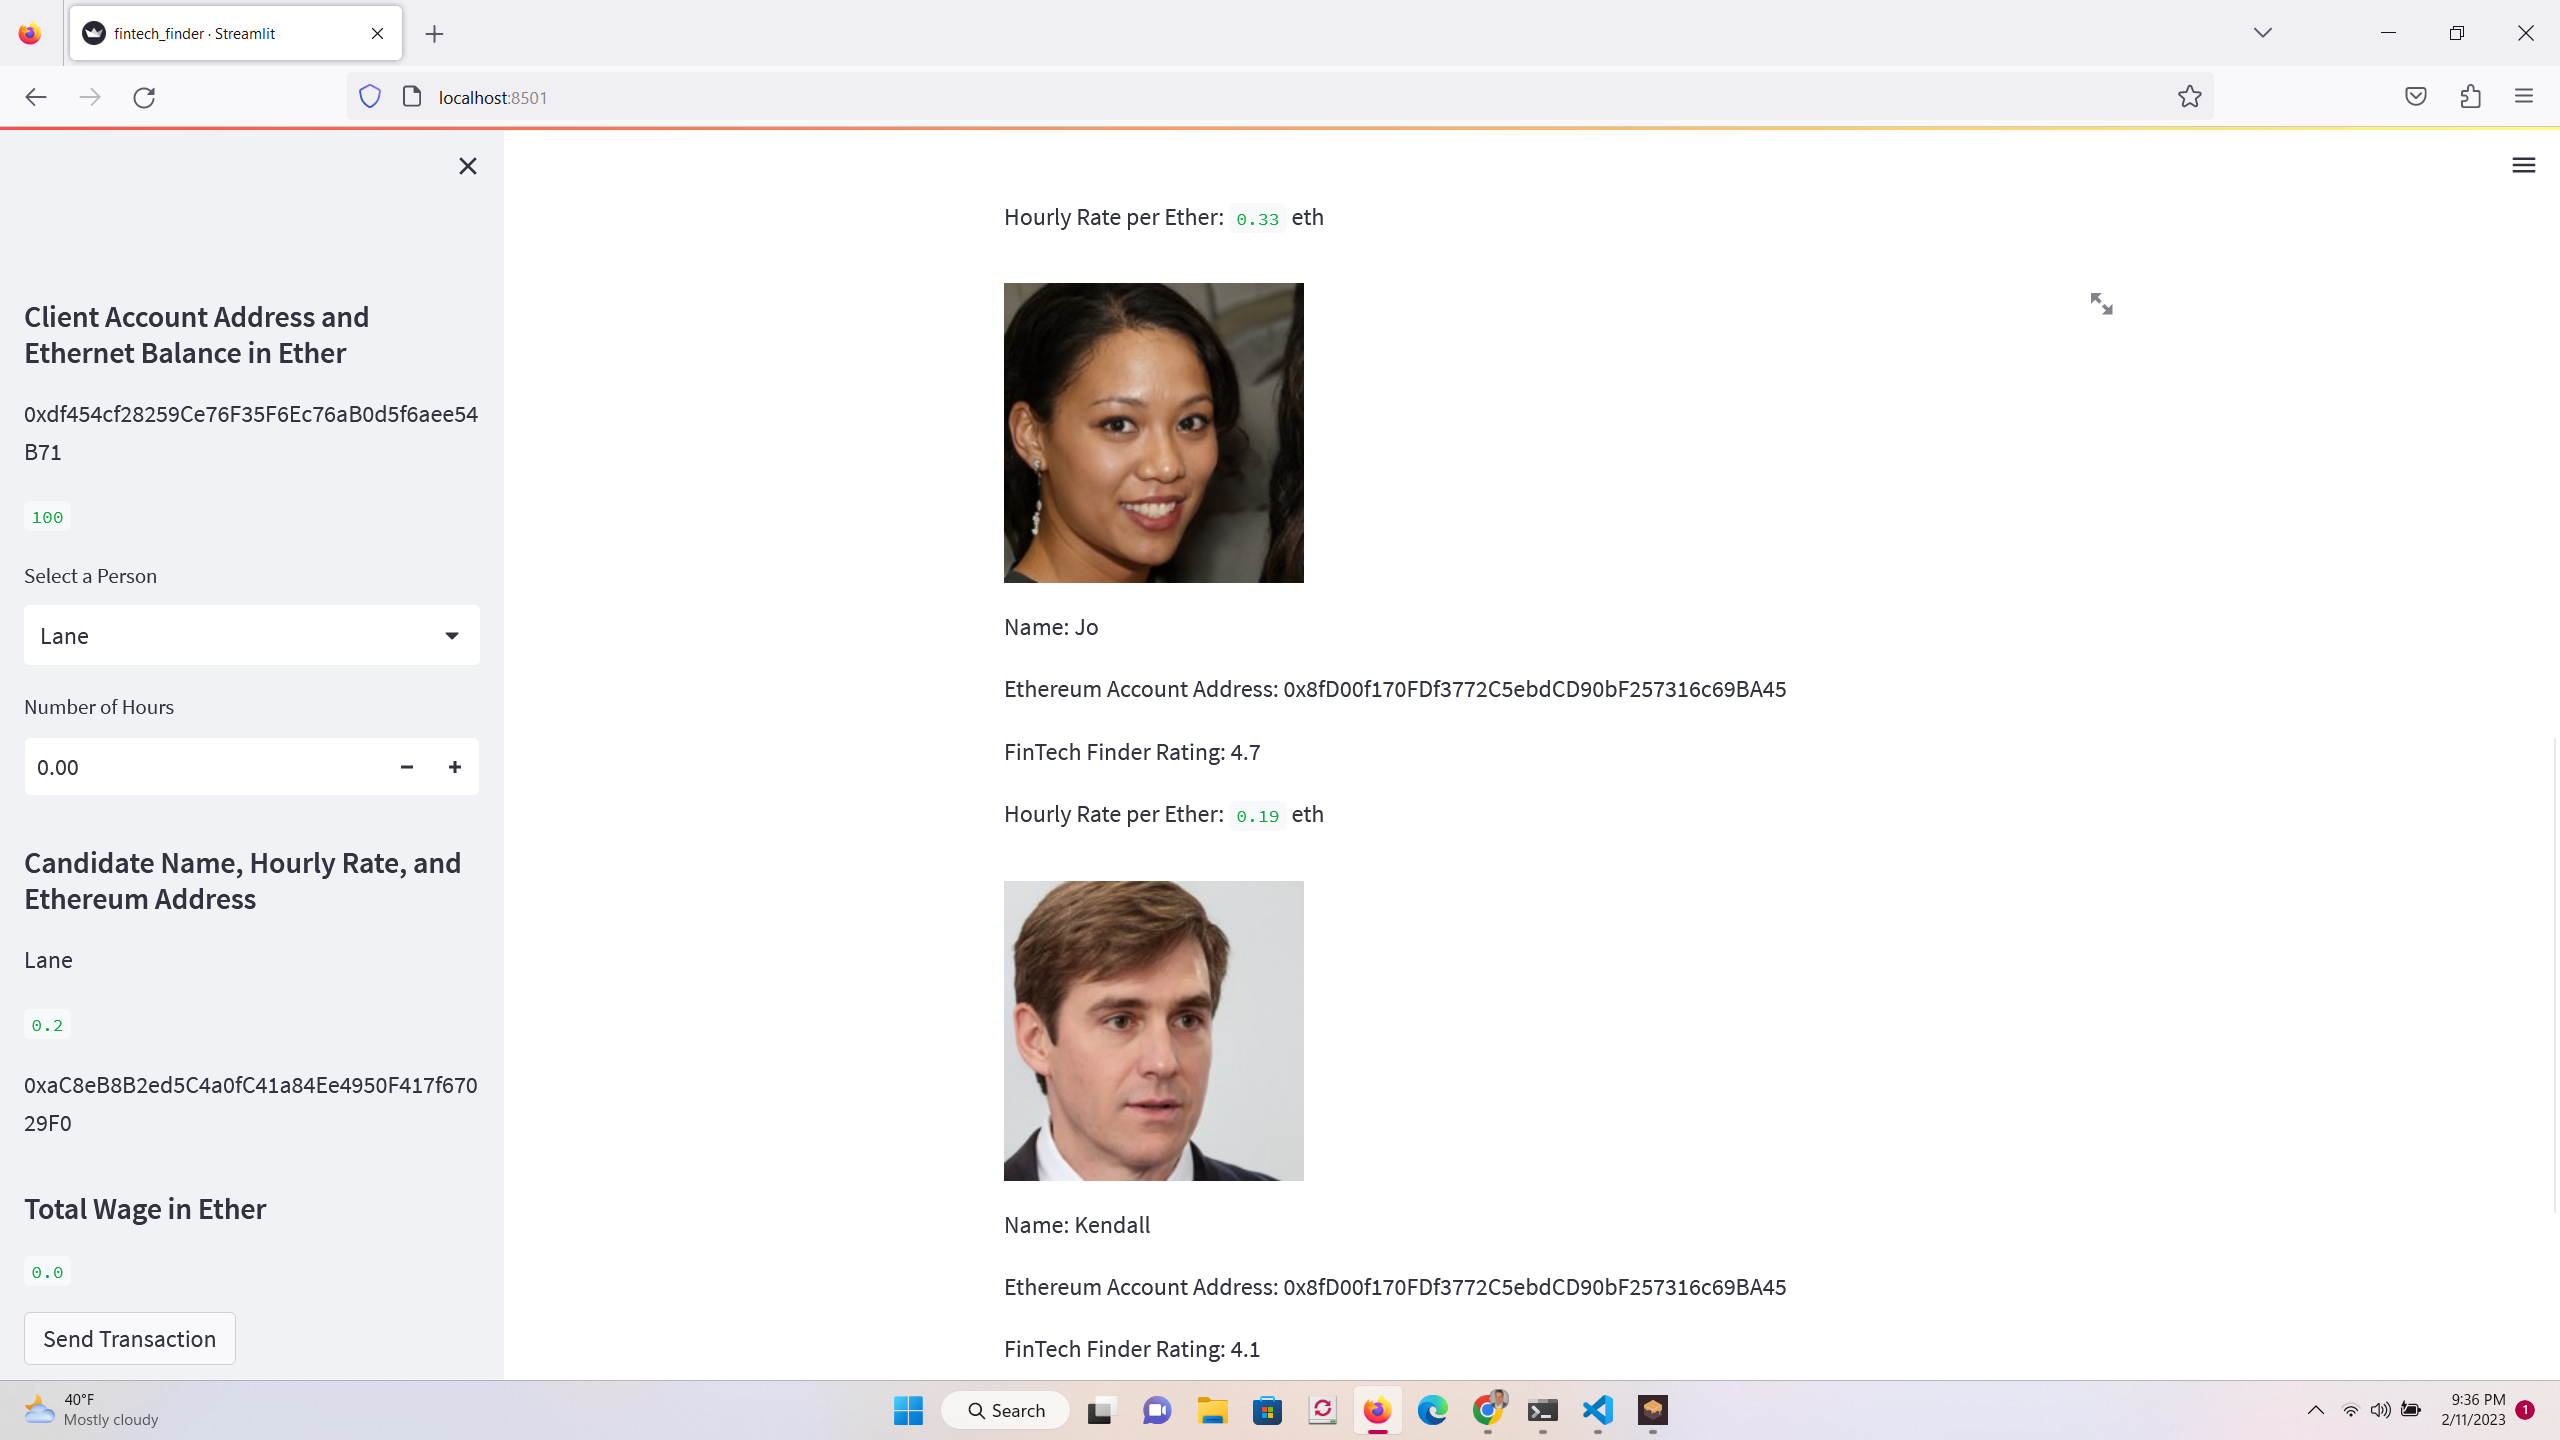 fintech_finder · Streamlit
localhost:8501
Client Account Address and
Ethernet Balance in Ether
0xdf454cf28259Ce76F35F6Ec76aB0d5f6aee54
B71
100
Select a Person
Lane
Number of Hours
0.00
Candidate Name, Hourly Rate, and
Ethereum Address
Lane
0.2
0xaC8eB8B2ed5C4a0fC41a84Ee4950F417f670
29F0
Total Wage in Ether
0.0
Send Transaction
Hourly Rate per Ether: 0.33 eth
Name: Jo
Ethereum Account Address: 0x8fD00f170FDf3772C5ebdCD90bF257316c69BA45
FinTech Finder Rating: 4.7
Hourly Rate per Ether: 0.19 eth
Name: Kendall
Ethereum Account Address: 0x8fD00f170FDf3772C5ebdCD90bF257316c69BA45
FinTech Finder Rating: 4.1
40°F
Mostly cloudy
Search
9:36 PM
2/11/2023
1